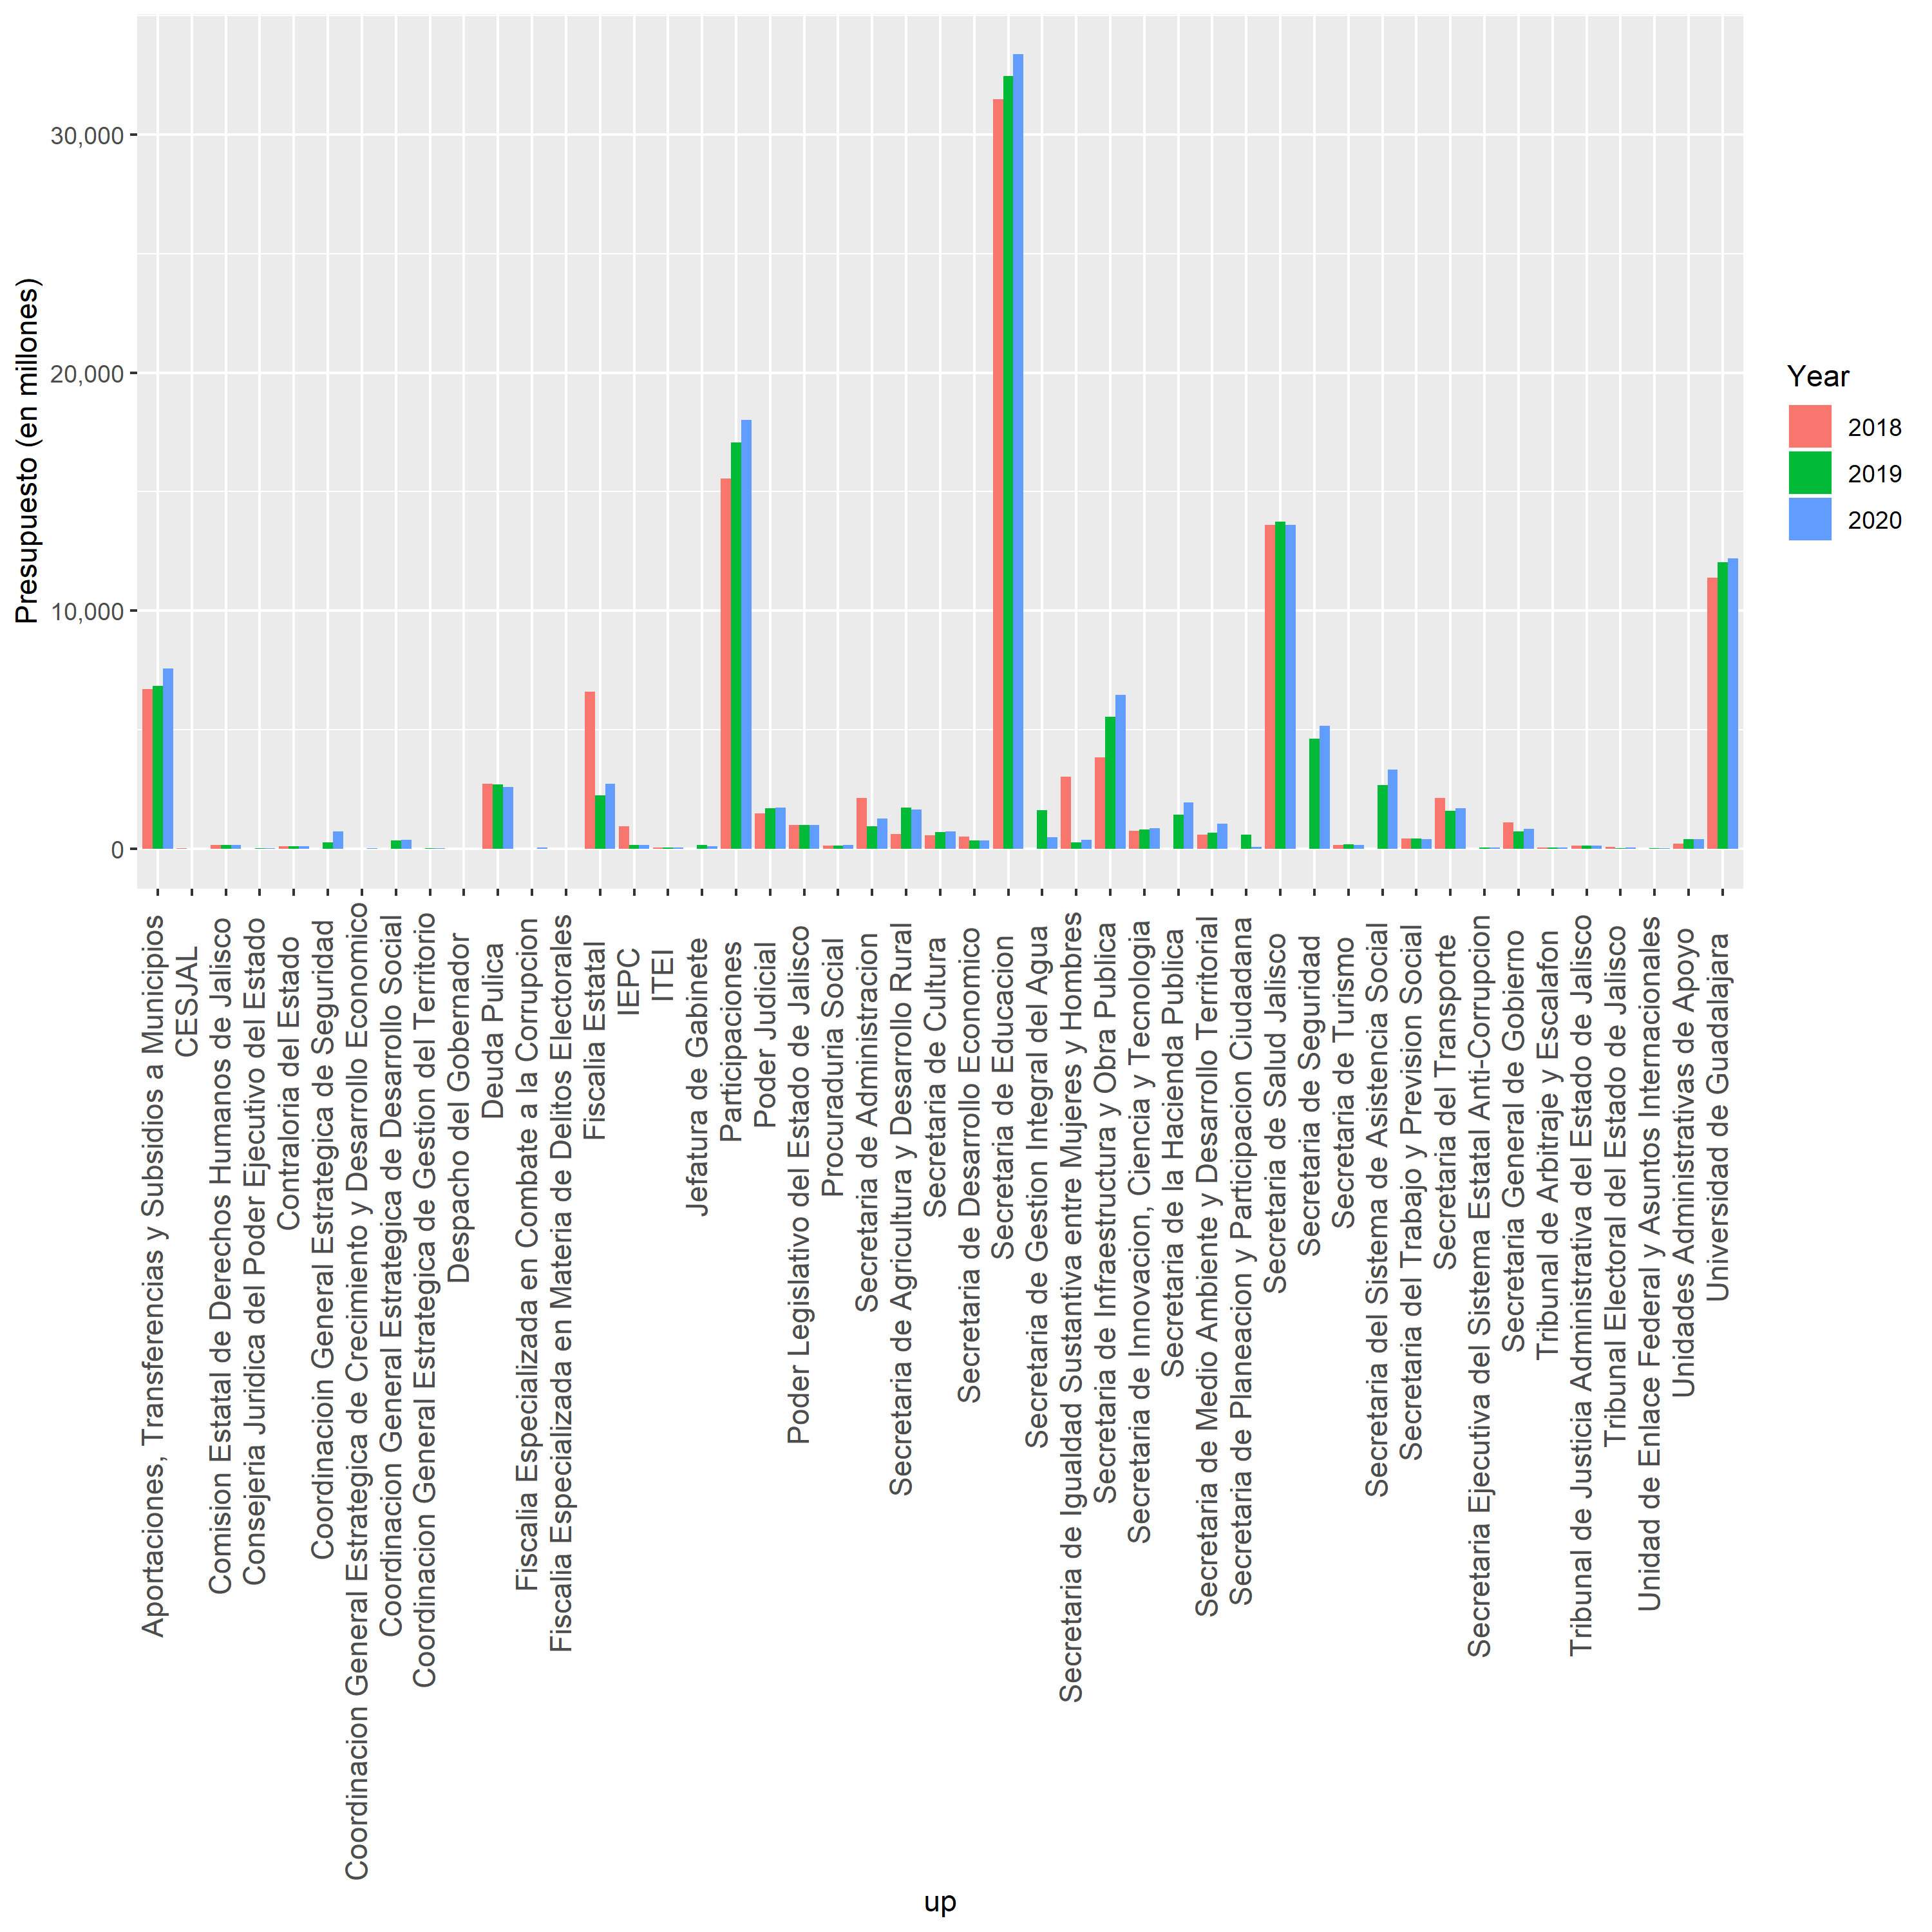 Presupuesto (en millones)
30,000
20,000
10,000
0
Year
2018
2019
2020
Aportaciones, Transferencias y Subsidios a Municipios
CESJAL
Comision Estatal de Derechos Humanos de Jalisco
Consejeria Juridica del Poder Ejecutivo del Estado
Contraloria del Estado
Coordinacioin General Estrategica de Seguridad
Coordinacion General Estrategica de Crecimiento y Desarrollo Economico
Coordinacion General Estrategica de Desarrollo Social
Coordinacion General Estrategica de Gestion del Territorio
Despacho del Gobernador
Deuda Pulica
Fiscalia Especializada en Combate a la Corrupcion
Fiscalia Especializada en Materia de Delitos Electorales
Fiscalia Estatal
IEPC
ITEI
Jefatura de Gabinete
Participaciones
Poder Judicial
Poder Legislativo del Estado de Jalisco
Procuraduria Social
Secretaria de Administracion
Secretaria de Agricultura y Desarrollo Rural
Secretaria de Cultura
Secretaria de Desarrollo Economico
Secretaria de Educacion
Secretaria de Gestion Integral del Agua
Secretaria de Igualdad Sustantiva entre Mujeres y Hombres
Secretaria de Infraestructura y Obra Publica
Secretaria de Innovacion, Ciencia y Tecnologia
Secretaria de la Hacienda Publica
Secretaria de Medio Ambiente y Desarrollo Territorial
Secretaria de Planeacion y Participacion Ciudadana
Secretaria de Salud Jalisco
Secretaria de Seguridad
Secretaria de Turismo
Secretaria del Sistema de Asistencia Social
Secretaria del Trabajo y Prevision Social
Secretaria del Transporte
Secretaria Ejecutiva del Sistema Estatal Anti-Corrupcion
Secretaria General de Gobierno
Tribunal de Arbitraje y Escalafon
Tribunal de Justicia Administrativa del Estado de Jalisco
Tribunal Electoral del Estado de Jalisco
Unidad de Enlace Federal y Asuntos Internacionales
Unidades Administrativas de Apoyo
Universidad de Guadalajara
up